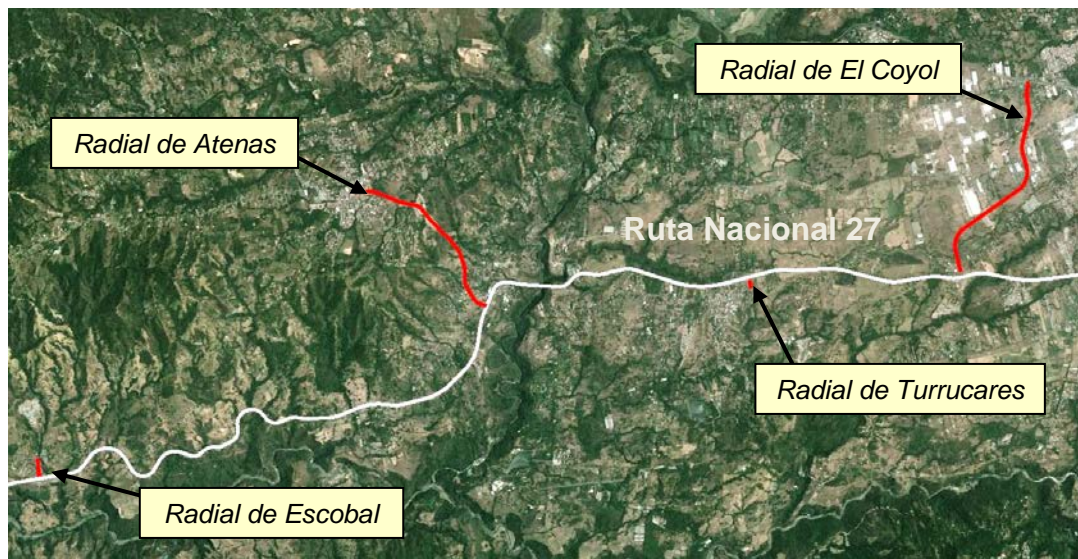 Radial de El Coyol
Radial de Atenas
- Ruta Nacional 27
Radial de Turrucares
Radial de Escobal